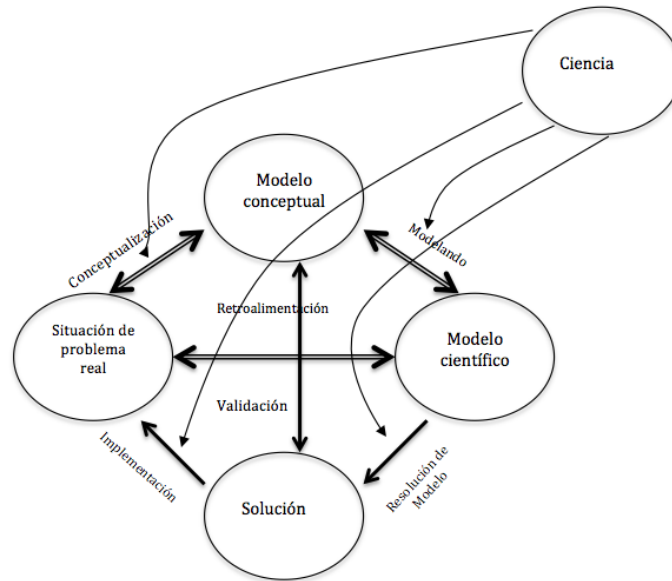 Ciencia
Modelo
conceptual
Conceptualización
Modelando
Retroalimentación
Situación de
problema
real
Modelo
científico
Validación
Implementación
Solución
Resolución de
Modelo